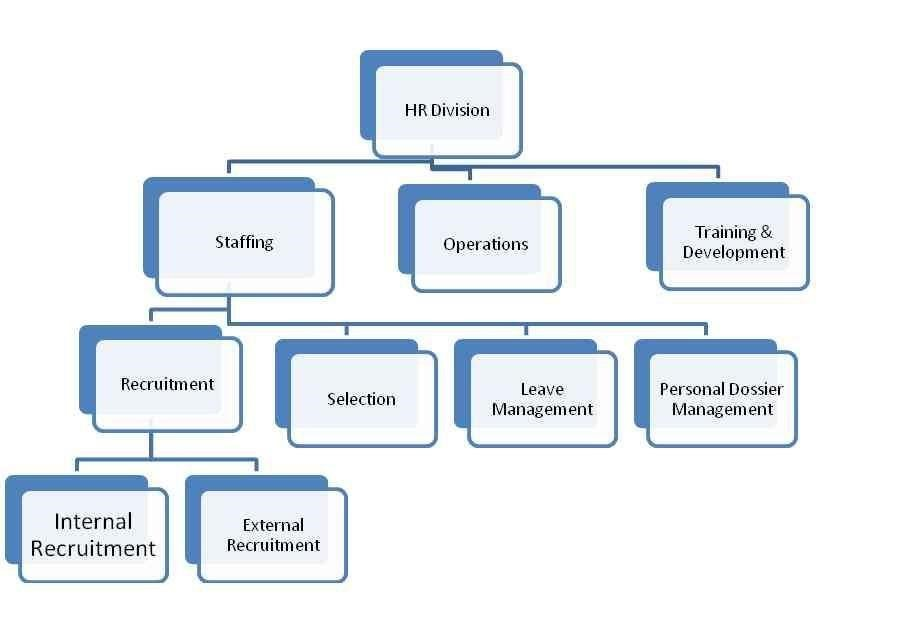 HR Division
Staffing
Operations
Training &
Development
Recruitment
Selection
Leave
Management
Personal Dossier
Management
Internal
Recruitment
External
Recruitment